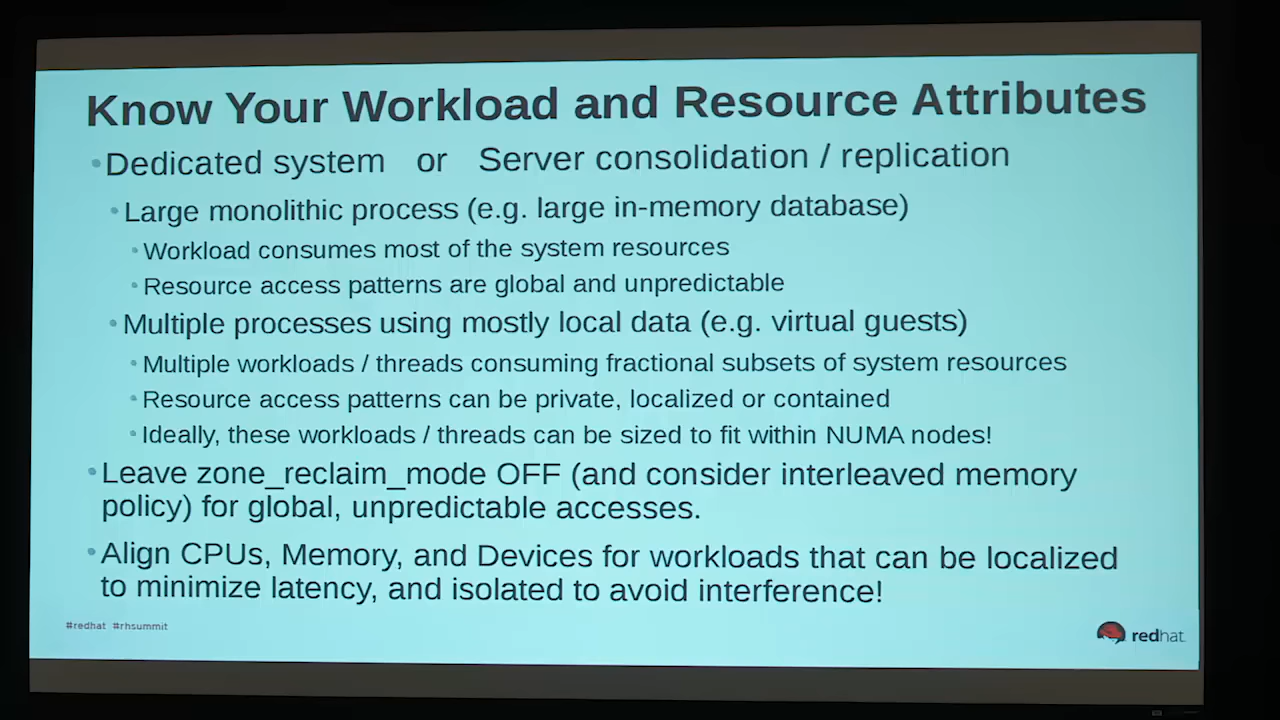 Know Your Workload and Resource Attributes
•Dedicated system or Server consolidation / replication
•Large monolithic process (e.g. large in-memory database)
•Workload consumes most of the system resources
•Resource access patterns are global and unpredictable
•Multiple processes using mostly local data (e.g. virtual guests)
•Multiple workloads / threads consuming fractional subsets of system resources
•Resource access patterns can be private, localized or contained
•Ideally, these workloads / threads can be sized to fit within NUMA nodes!
•Leave zone_reclaim_mode OFF (and consider interleaved memory
policy) for global, unpredictable accesses.
•Align CPUs, Memory, and Devices for workloads that can be localized
to minimize latency, and isolated to avoid interference!
#redhat #rhsummit
redhat.